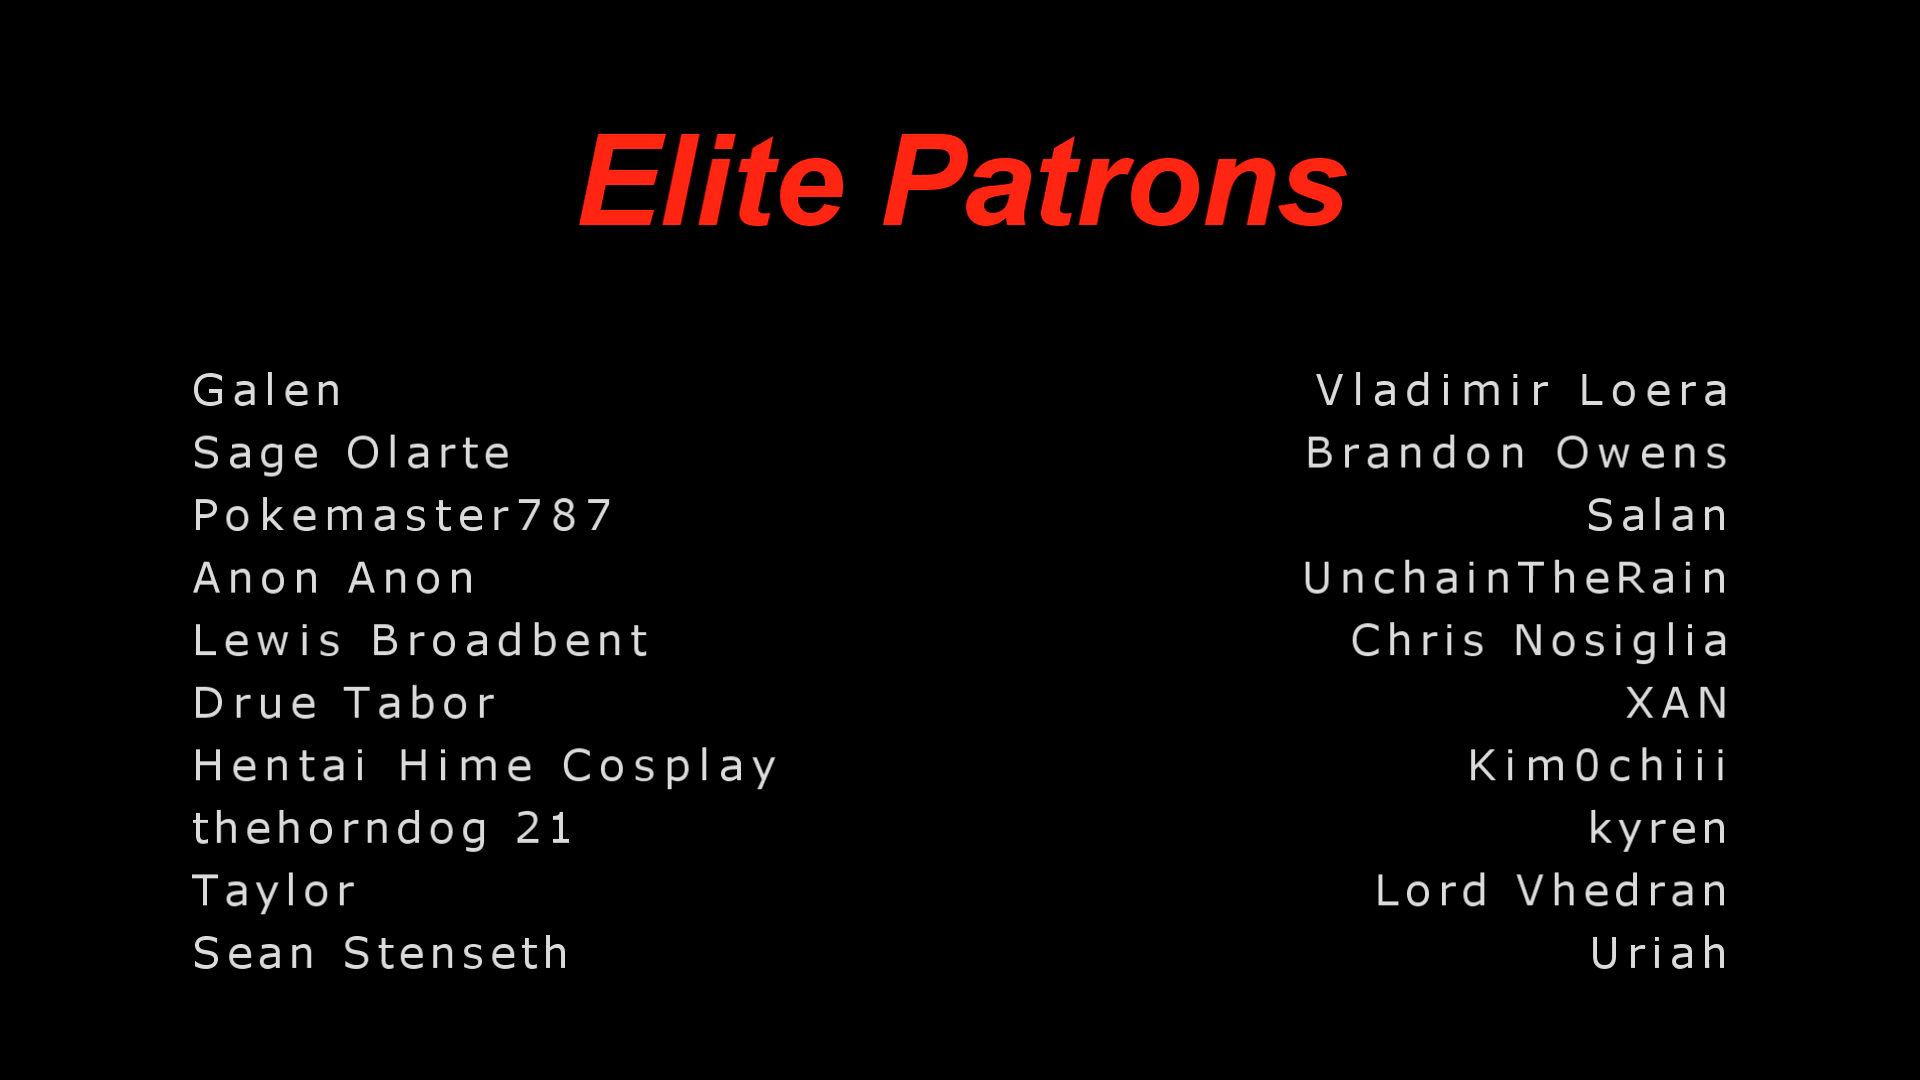 Elite Patrons
Galen
Sage Olarte
Pokemaster787
Anon Anon
Lewis Broadbent
Drue Tabor
Hentai Hime Cosplay
thehorndog 21
Taylor
Sean Stenseth
Vladimir Loera
Brandon Owens
Salan
UnchainTheRain
Chris Nosiglia
XAN
Kim0chiii
kyren
Lord Vhedran
Uriah